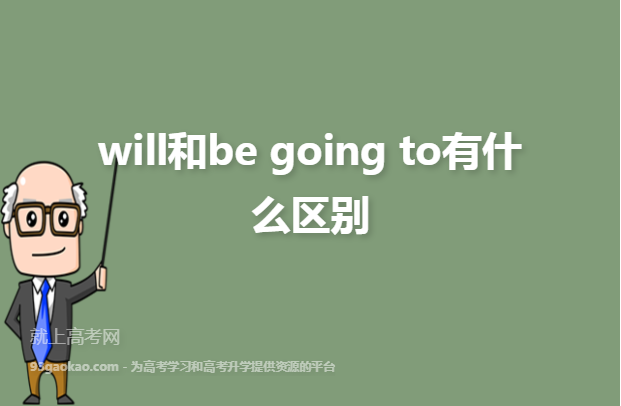 will和be going to有什
么区别
就上高考网
93gaokao.com - 为高考学习和高考升学提供资源的平台